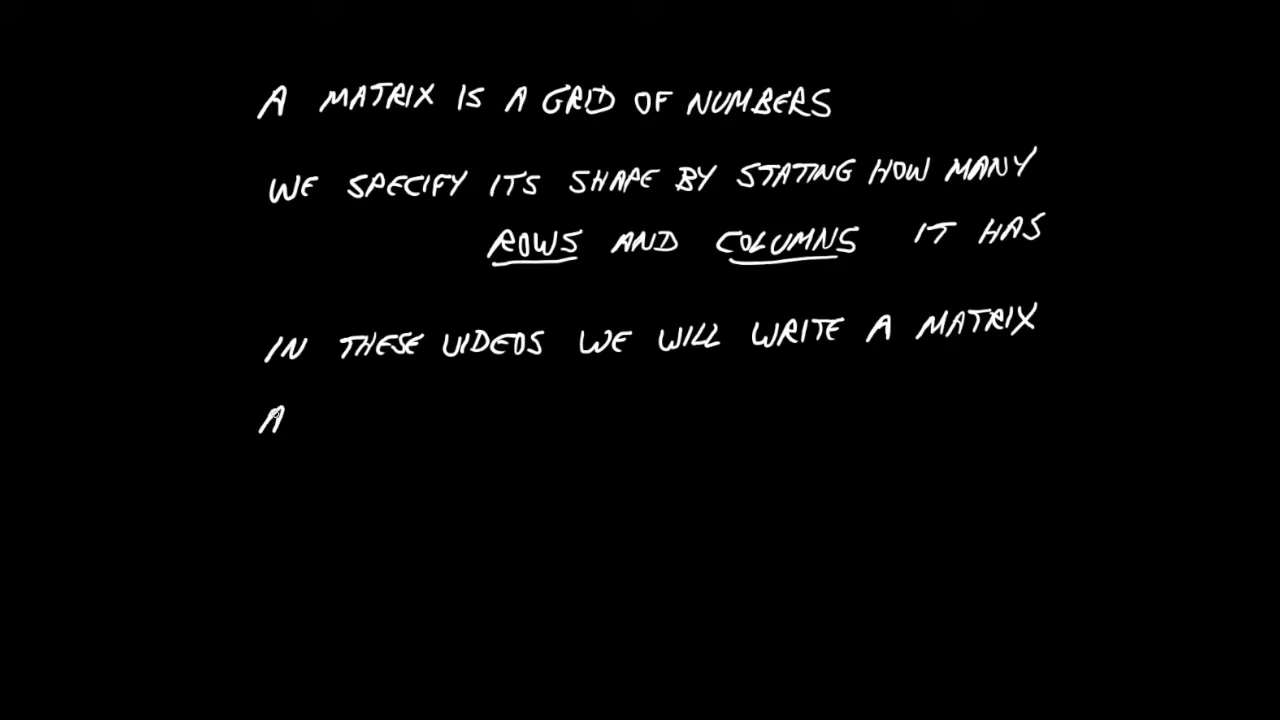 A MATRIX IS A GRID OF NUMBERS
WE SPECIFY ITS SHAPE BY STATING HOW MANY
ROWS AND COLUMNS IT HAS
IN THESE VIDEOS WE WILL WRITE A MATRIX
A